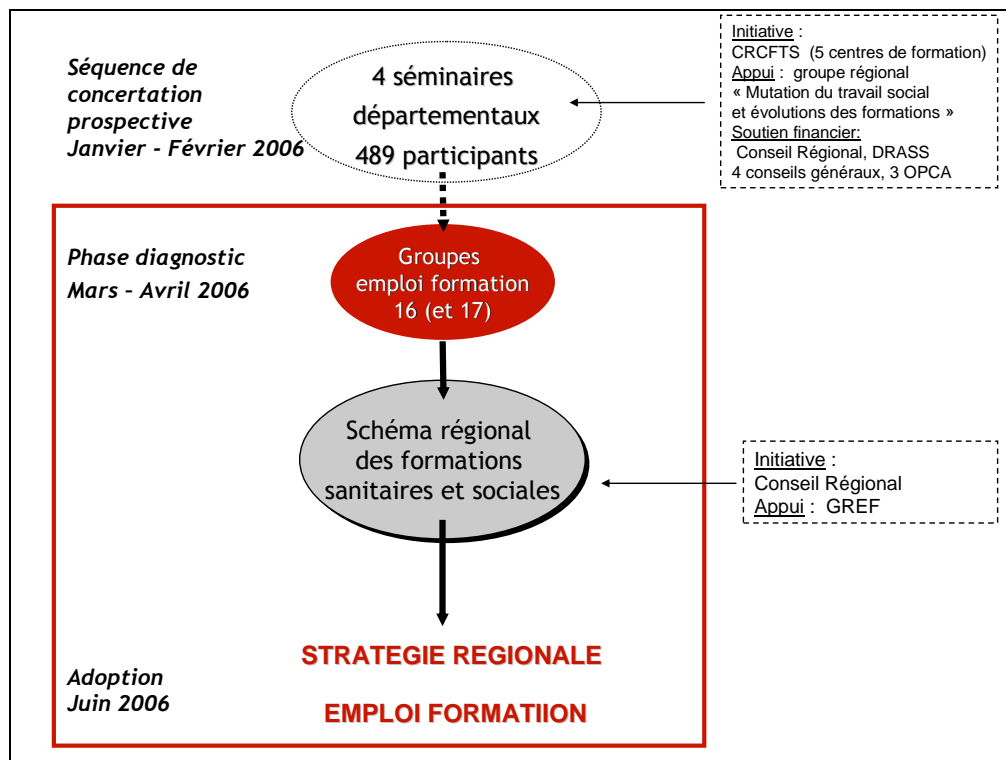 Séquence de
concertation
prospective
Janvier - Février 2006
4 séminaires
départementaux
489 participants
Initiative :
CRCFTS (5 centres de formation)
Appui : groupe régional
« Mutation du travail social
et évolutions des formations »
Soutien financier:
Conseil Régional, DRASS
4 conseils généraux, 3 OPCA
Phase diagnostic
Mars – Avril 2006
Groupes
emploi formation
16 (et 17)
Schéma régional
des formations
sanitaires et sociales
Initiative :
Conseil Régional
Appui : GREF
STRATEGIE REGIONALE
EMPLOI FORMATIION
Adoption
Juin 2006